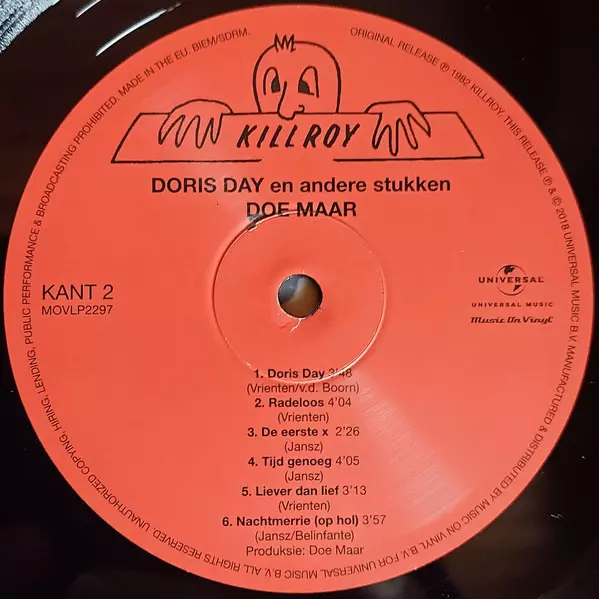 UNAUTHORIZED COPYING, HIRING, LENDING, PUBLIC PERFORMANCE & BROADCASTING PROHIBITED. MADE IN THE EU. BIEM/SDRM.
ORIGINAL RELEASE ℗ 1982 KILLROY. THIS RELEASE ℗ & © 2018 UNIVERSAL MUSIC B.V. MANUFACTURED & DISTRIBUTED BY MUSIC ON VINYL B.V. FOR UNIVERSAL MUSIC B.V. ALL RIGHTS RESERVED.
KILLROY
DORIS DAY en andere stukken
DOE MAAR
KANT 2
MOVLP2297
UNIVERSAL
UNIVERSAL MUSIC
Music On Vinyl
1. Doris Day 3'48
(Vrienten/v.d. Boorn)
2. Radeloos 4'04
(Vrienten)
3. De eerste x 2'26
(Jansz)
4. Tijd genoeg 4'05
(Jansz)
5. Liever dan lief 3'13
(Vrienten)
6. Nachtmerrie (op hol) 3'57
(Jansz/Belinfante)
Produksie: Doe Maar